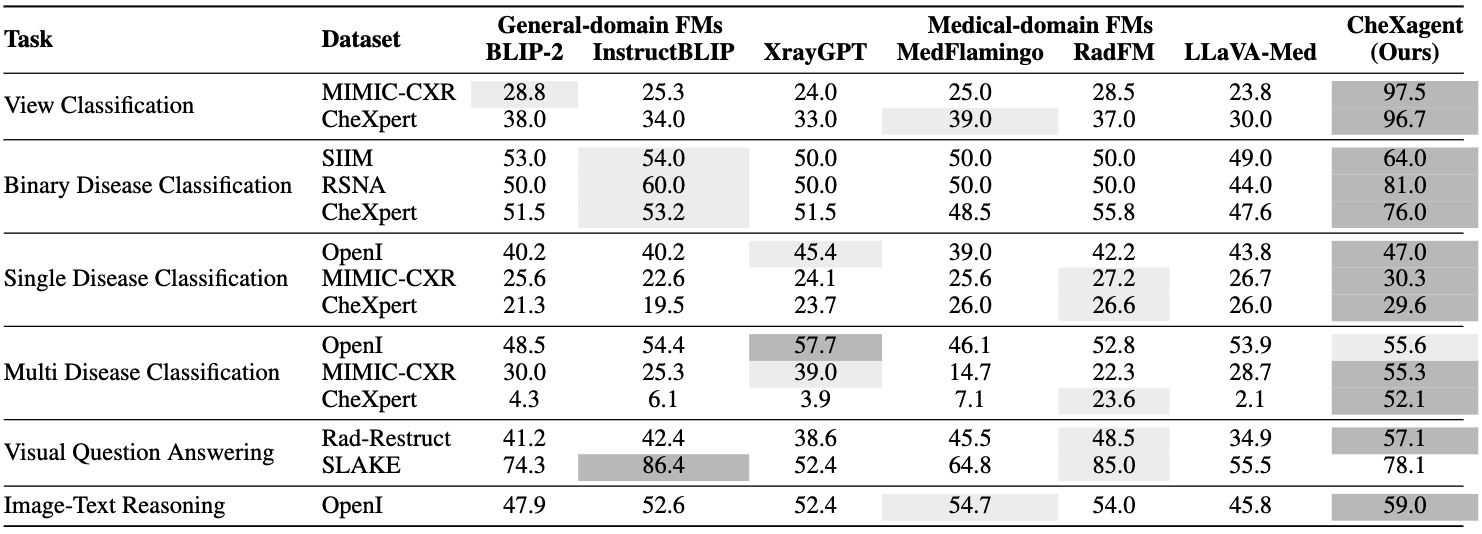 General-domain FMs Medical-domain FMs CheXagent
Task Dataset BLIP-2 InstructBLIP XrayGPT MedFlamingo RadFM LLaVA-Med (Ours)
View Classification MIMIC-CXR 28.8 25.3 24.0 25.0 28.5 23.8 97.5
CheXpert 38.0 34.0 33.0 39.0 37.0 30.0 96.7
Binary Disease Classification SIIM 53.0 54.0 50.0 50.0 50.0 49.0 64.0
RSNA 50.0 60.0 50.0 50.0 50.0 44.0 81.0
CheXpert 51.5 53.2 51.5 48.5 55.8 47.6 76.0
Single Disease Classification OpenI 40.2 40.2 45.4 39.0 42.2 43.8 47.0
MIMIC-CXR 25.6 22.6 24.1 25.6 27.2 26.7 30.3
CheXpert 21.3 19.5 23.7 26.0 26.6 26.0 29.6
Multi Disease Classification OpenI 48.5 54.4 57.7 46.1 52.8 53.9 55.6
MIMIC-CXR 30.0 25.3 39.0 14.7 22.3 28.7 55.3
CheXpert 4.3 6.1 3.9 7.1 23.6 2.1 52.1
Visual Question Answering Rad-Restruct 41.2 42.4 38.6 45.5 48.5 34.9 57.1
SLAKE 74.3 86.4 52.4 64.8 85.0 55.5 78.1
Image-Text Reasoning OpenI 47.9 52.6 52.4 54.7 54.0 45.8 59.0